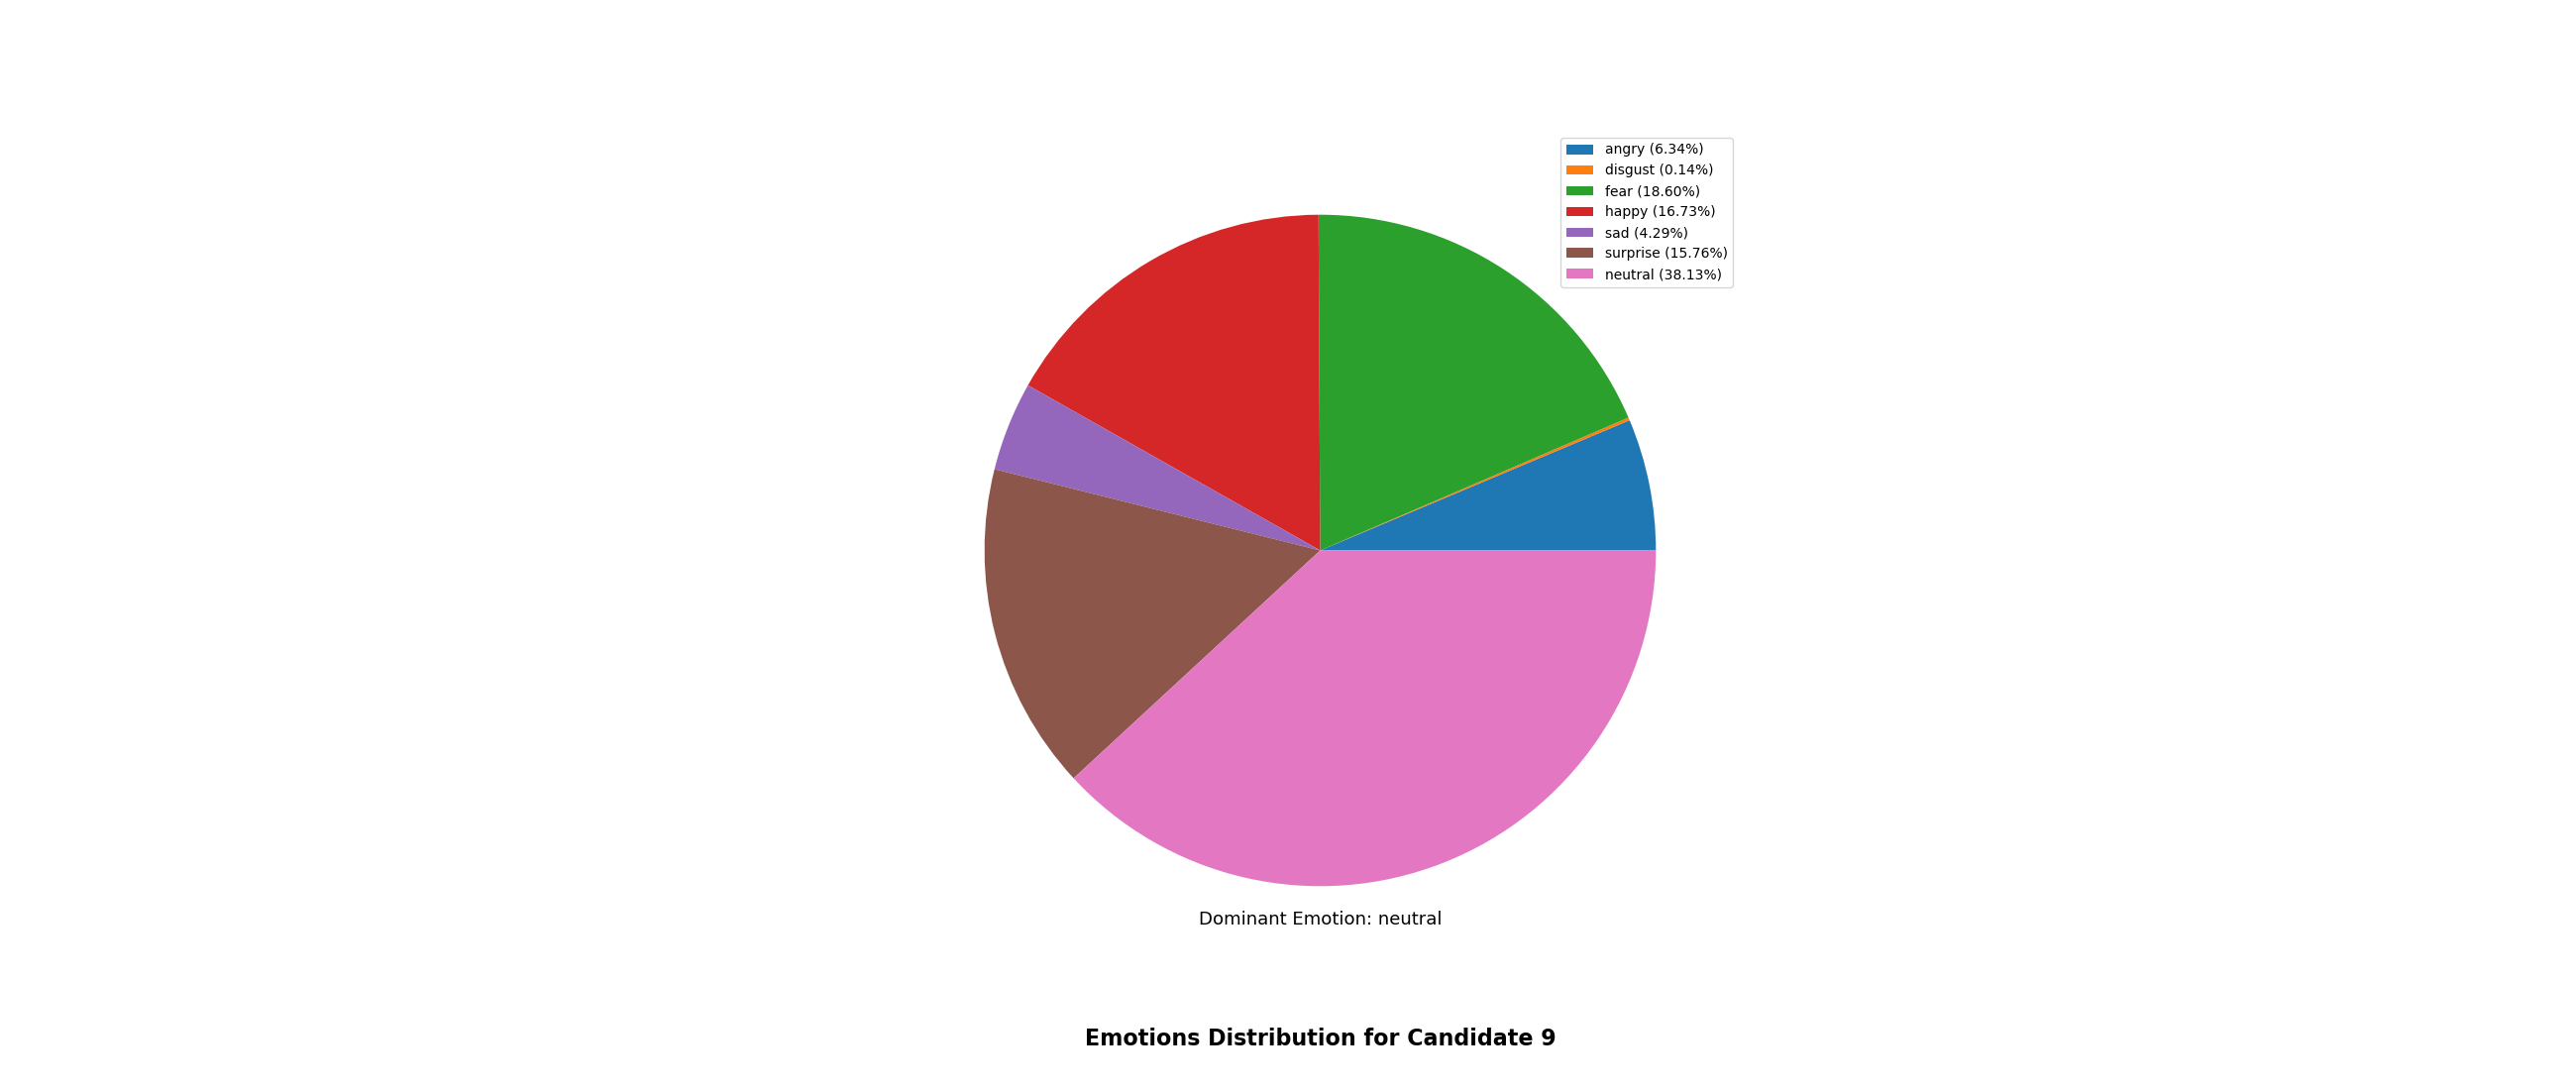 angry (6.34%)
disgust (0.14%)
fear (18.60%)
happy (16.73%)
sad (4.29%)
surprise (15.76%)
neutral (38.13%)
Dominant Emotion: neutral
Emotions Distribution for Candidate 9